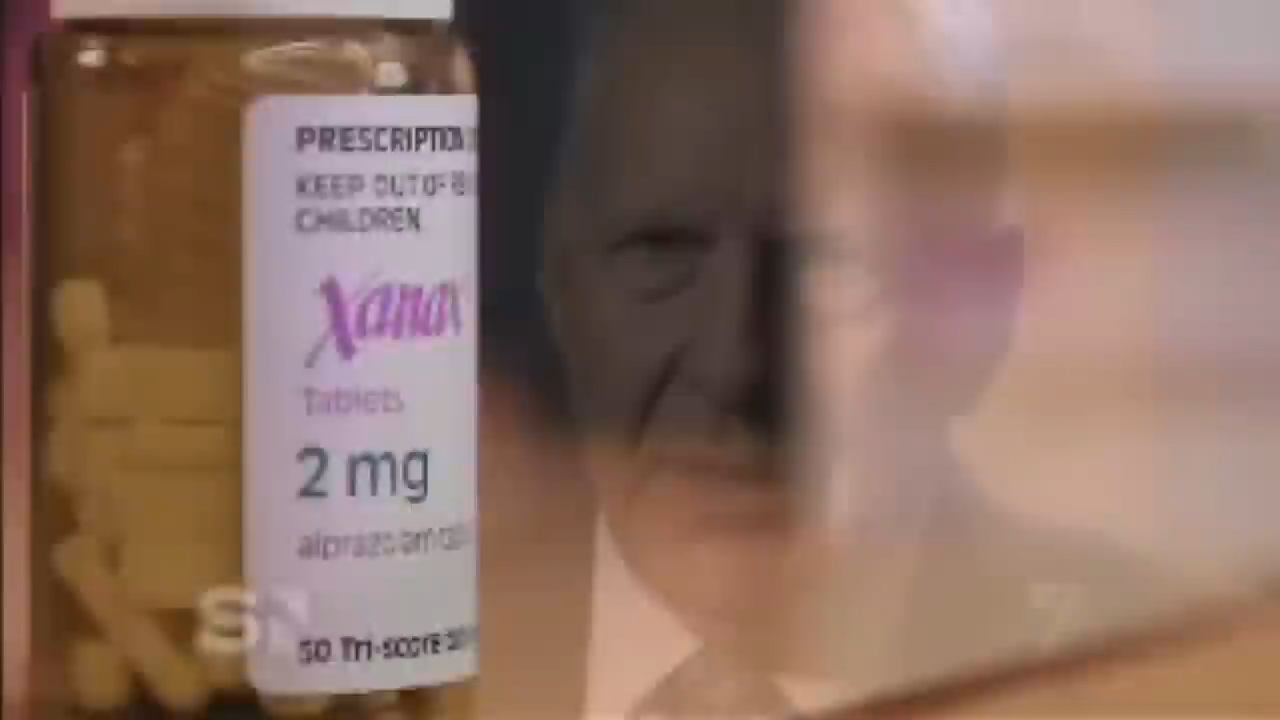 PRESCRIPTION
KEEP OUT OF
CHILDREN
Xanax
Tablets
2 mg
50 Tri-score